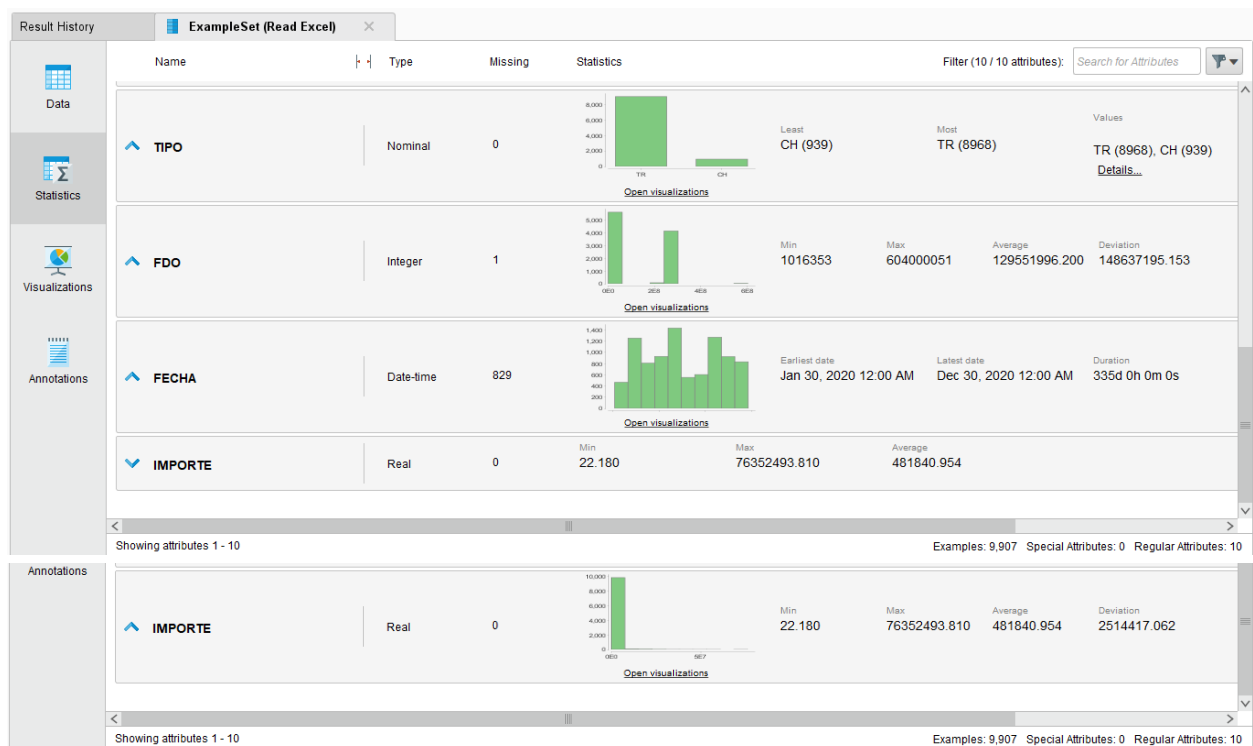 Result History
ExampleSet (Read Excel)
Name Type Missing Statistics Filter (10 / 10 attributes): Search for Attributes
Data
Statistics
Visualizations
Annotations
TIPO Nominal 0
8,000
6,000
4,000
2,000
0
TR CH
Open visualizations
Least
CH (939)
Most
TR (8968)
Values
TR (8968), CH (939)
Details...
FDO Integer 1
5,000
4,000
3,000
2,000
1,000
0
0E0 2E8 4E8 6E8
Open visualizations
Min
1016353
Max
604000051
Average
129551996.200
Deviation
148637195.153
FECHA Date-time 829
1,400
1,200
1,000
800
600
400
200
0
Open visualizations
Earliest date
Jan 30, 2020 12:00 AM
Latest date
Dec 30, 2020 12:00 AM
Duration
335d 0h 0m 0s
IMPORTE Real 0
Min
22.180
Max
76352493.810
Average
481840.954
Showing attributes 1 - 10
Examples: 9,907 Special Attributes: 0 Regular Attributes: 10
Annotations
IMPORTE Real 0
10,000
8,000
6,000
4,000
2,000
0
0E0 5E7
Open visualizations
Min
22.180
Max
76352493.810
Average
481840.954
Deviation
2514417.062
Showing attributes 1 - 10
Examples: 9,907 Special Attributes: 0 Regular Attributes: 10